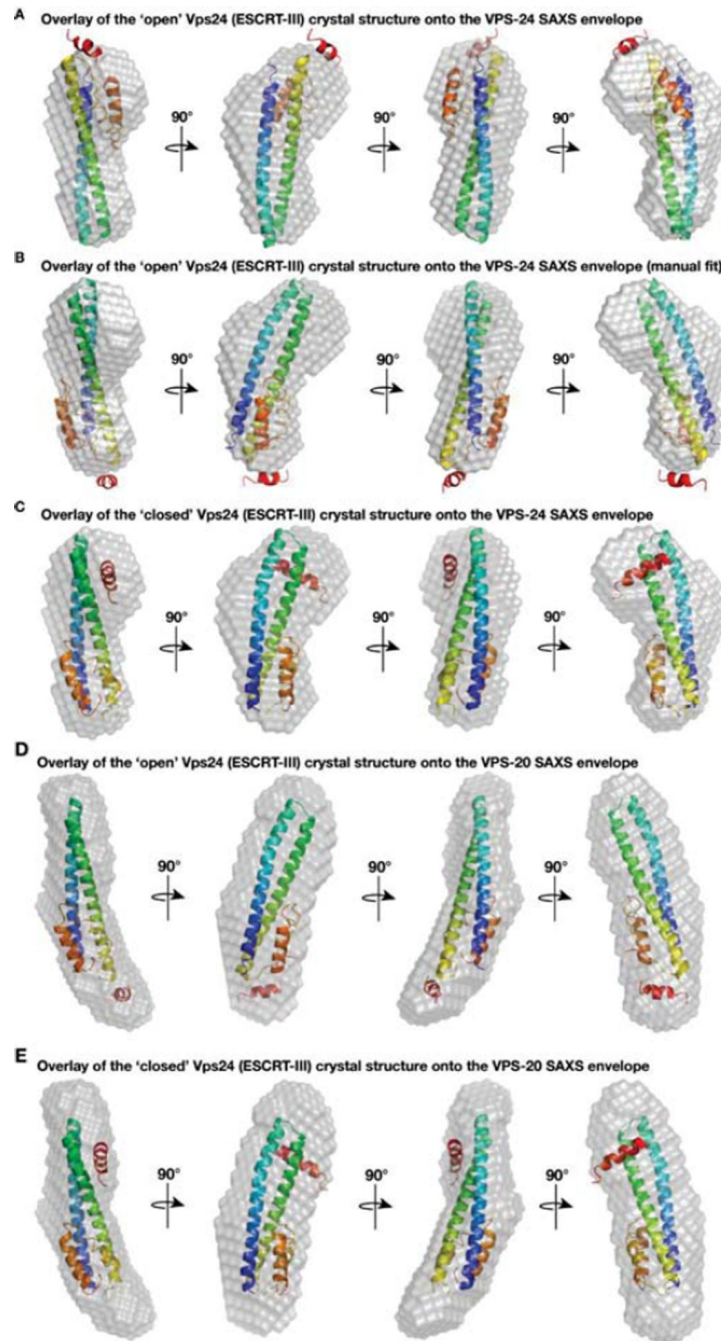 A Overlay of the 'open' Vps24 (ESCRT-III) crystal structure onto the VPS-24 SAXS envelope
90° 90° 90°
B Overlay of the 'open' Vps24 (ESCRT-III) crystal structure onto the VPS-24 SAXS envelope (manual fit)
90° 90° 90°
C Overlay of the 'closed' Vps24 (ESCRT-III) crystal structure onto the VPS-24 SAXS envelope
90° 90° 90°
D Overlay of the 'open' Vps24 (ESCRT-III) crystal structure onto the VPS-20 SAXS envelope
90° 90° 90°
E Overlay of the 'closed' Vps24 (ESCRT-III) crystal structure onto the VPS-20 SAXS envelope
90° 90° 90°